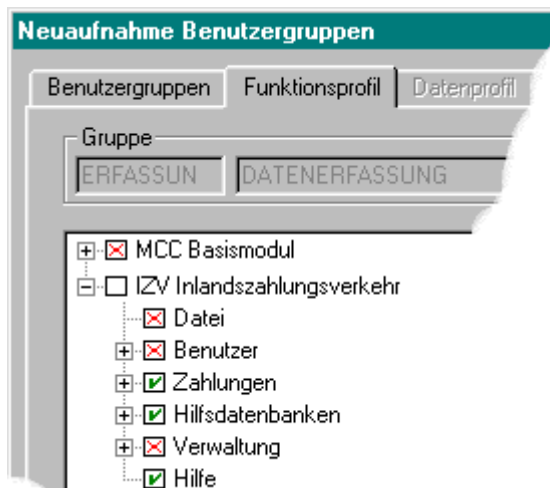 Neuaufnahme Benutzergruppen
Benutzergruppen Funktionsprofil Datenprofil
Gruppe
ERFASSUN DATENERFASSUNG
MCC Basismodul
IZV Inlandszahlungsverkehr
Datei
Benutzer
Zahlungen
Hilfsdatenbanken
Verwaltung
Hilfe